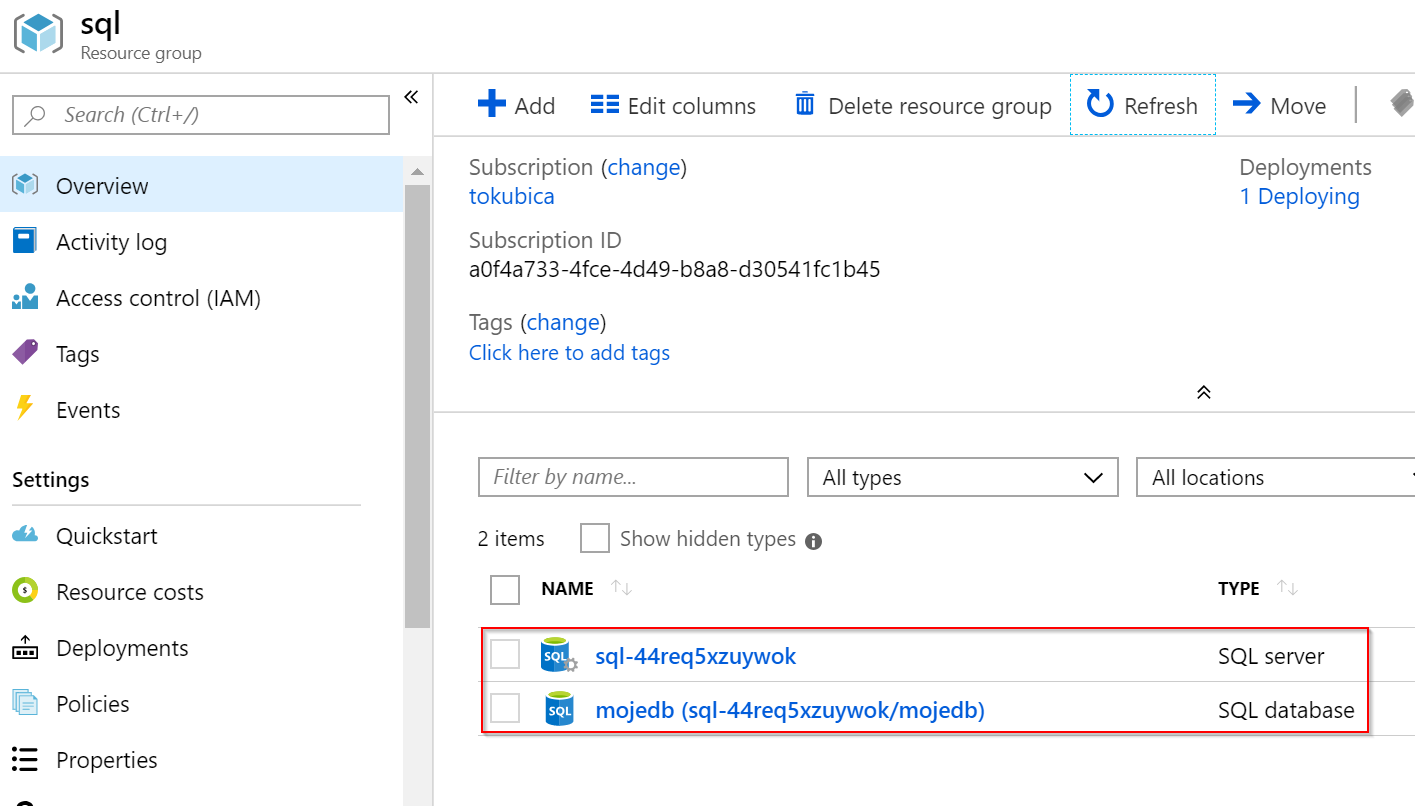 sql
Resource group
Search (Ctrl+/)
Overview
Activity log
Access control (IAM)
Tags
Events
Settings
Quickstart
Resource costs
Deployments
Policies
Properties
Add
Edit columns
Delete resource group
Refresh
Move
Subscription (change)
tokubica
Deployments
1 Deploying
Subscription ID
a0f4a733-4fce-4d49-b8a8-d30541fc1b45
Tags (change)
Click here to add tags
Filter by name...
All types
All locations
2 items
Show hidden types
NAME
TYPE
SQL sql-44req5xzuywok SQL server
SQL mojedb (sql-44req5xzuywok/mojedb) SQL database